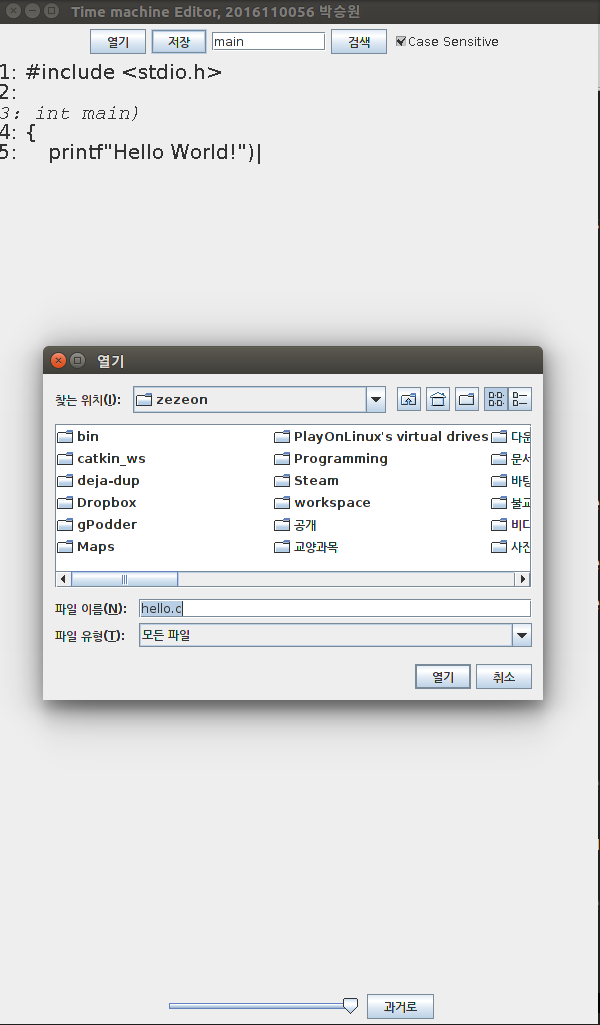 Time machine Editor, 2016110056 박승원
열기 저장 main 검색 Case Sensitive
1: #include <stdio.h>
2:
3: int main)
4: {
5: printf"Hello World!")|
열기
찾는 위치(I): zezeon
bin PlayOnLinux's virtual drives 다운
catkin_ws Programming 문서
deja-dup Steam 바탕
Dropbox workspace 불교
gPodder 공개 비디
Maps 교양과목 사진
파일 이름(N): hello.c
파일 유형(T): 모든 파일
열기 취소
과거로